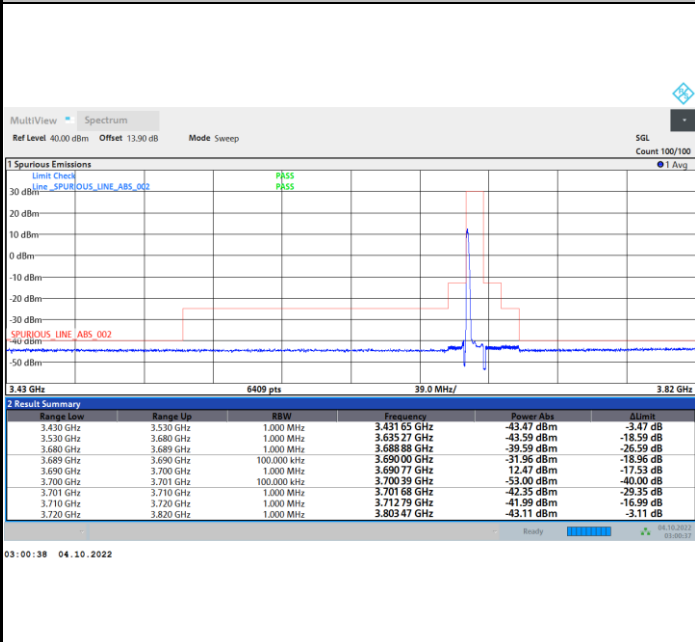 MultiView Spectrum
Ref Level 40.00 dBm Offset 13.90 dB Mode Sweep SGL
Count 100/100
1 Spurious Emissions 1 Avg
Limit Check PASS
Line _SPURIOUS_LINE_ABS_002 PASS
30 dBm
20 dBm
10 dBm
0 dBm
-10 dBm
-20 dBm
-30 dBm
SPURIOUS_LINE_ABS_002
-40 dBm
-50 dBm
3.43 GHz 6409 pts 39.0 MHz/ 3.82 GHz
2 Result Summary
Range Low Range Up RBW Frequency Power Abs ΔLimit
3.430 GHz 3.530 GHz 1.000 MHz 3.431 65 GHz -43.47 dBm -3.47 dB
3.530 GHz 3.680 GHz 1.000 MHz 3.635 27 GHz -43.59 dBm -18.59 dB
3.680 GHz 3.689 GHz 1.000 MHz 3.688 88 GHz -39.59 dBm -26.59 dB
3.689 GHz 3.690 GHz 100.000 kHz 3.690 00 GHz -31.96 dBm -18.96 dB
3.690 GHz 3.700 GHz 1.000 MHz 3.690 77 GHz 12.47 dBm -17.53 dB
3.700 GHz 3.701 GHz 100.000 kHz 3.700 39 GHz -53.00 dBm -40.00 dB
3.701 GHz 3.710 GHz 1.000 MHz 3.701 68 GHz -42.35 dBm -29.35 dB
3.710 GHz 3.720 GHz 1.000 MHz 3.712 79 GHz -41.99 dBm -16.99 dB
3.720 GHz 3.820 GHz 1.000 MHz 3.803 47 GHz -43.11 dBm -3.11 dB
Ready 04.10.2022
03:00:37
03:00:38 04.10.2022